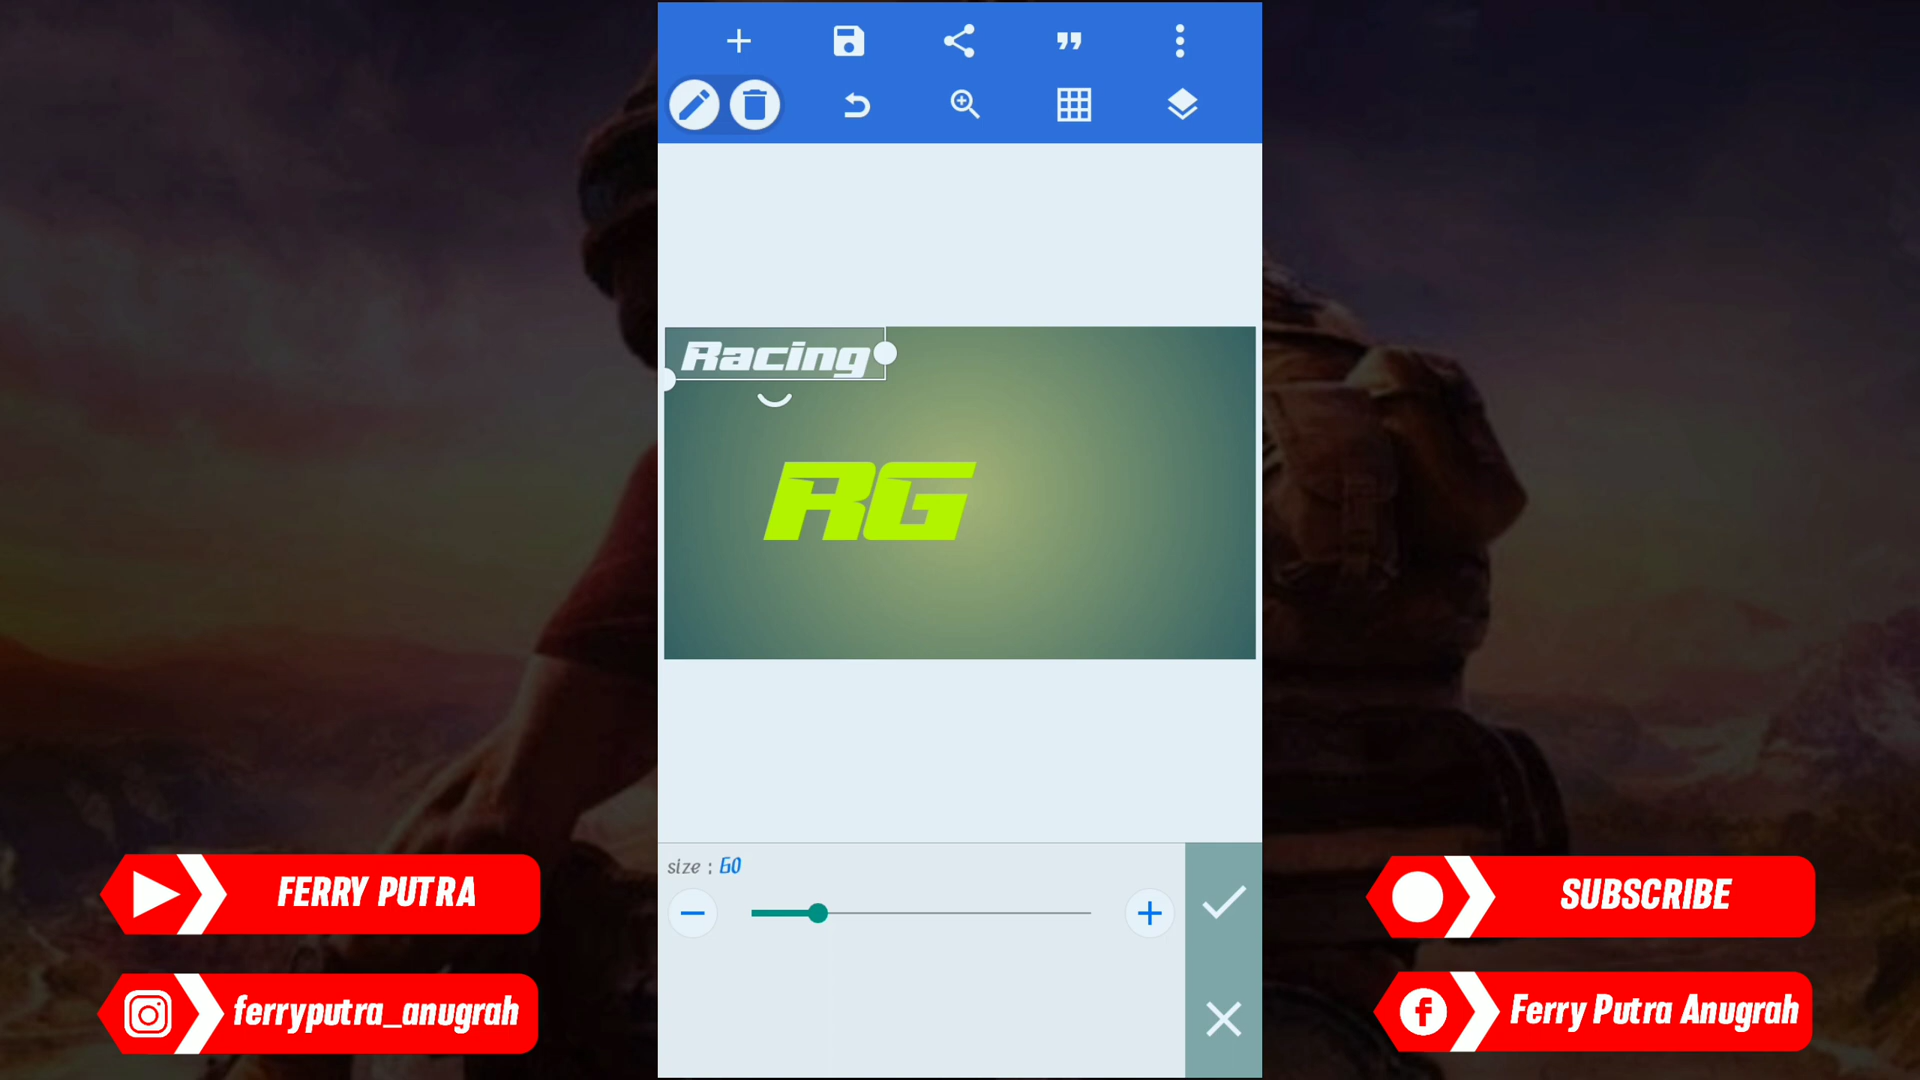 Racing
RG
size : 60
FERRY PUTRA
SUBSCRIBE
ferryputra_anugrah
Ferry Putra Anugrah